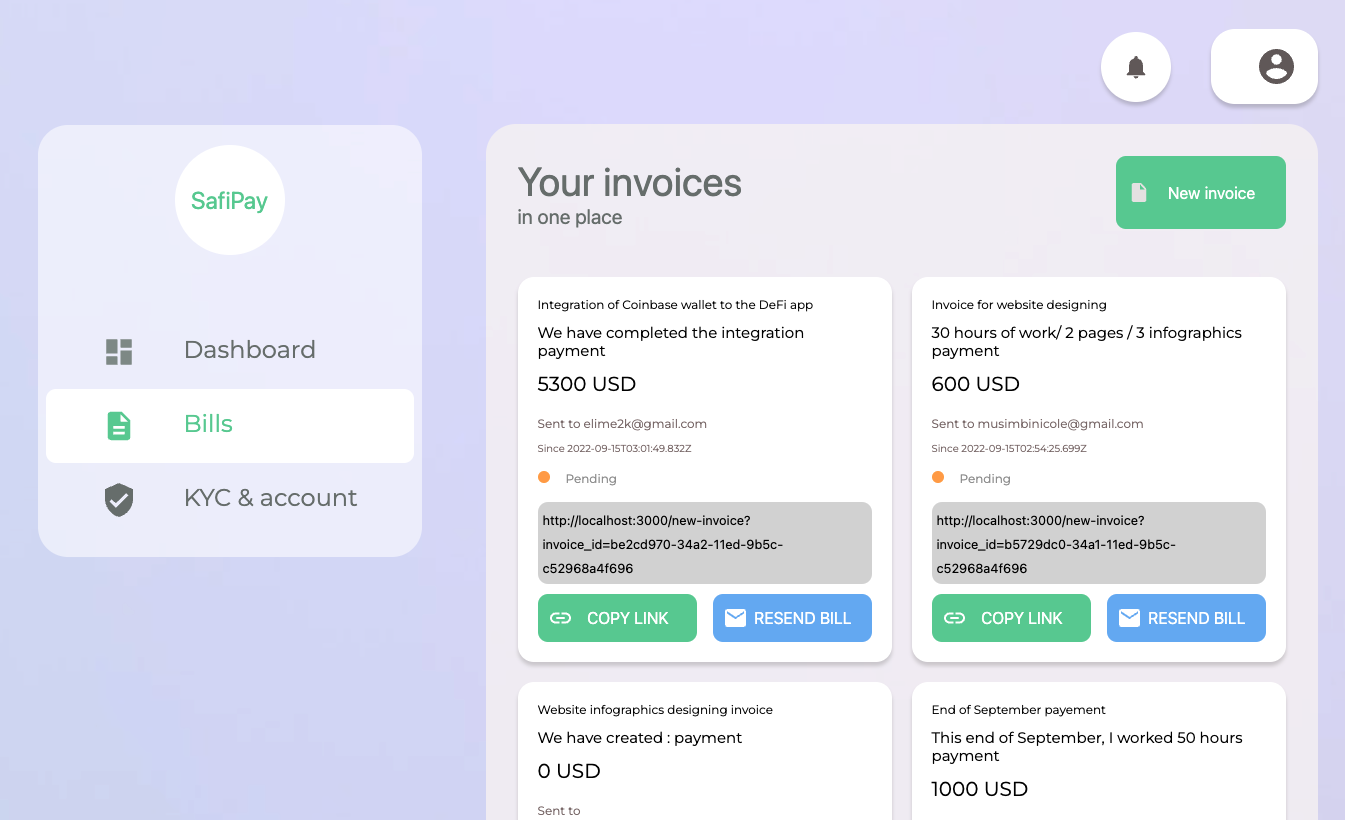 SafiPay
Dashboard
Bills
KYC & account
Your invoices
in one place
New invoice
Integration of Coinbase wallet to the DeFi app
We have completed the integration
payment
5300 USD
Sent to elime2k@gmail.com
Since 2022-09-15T03:01:49.832Z
Pending
http://localhost:3000/new-invoice?
invoice_id=be2cd970-34a2-11ed-9b5c-
c52968a4f696
COPY LINK
RESEND BILL
Invoice for website designing
30 hours of work/ 2 pages / 3 infographics
payment
600 USD
Sent to musimbinicole@gmail.com
Since 2022-09-15T02:54:25.699Z
Pending
http://localhost:3000/new-invoice?
invoice_id=b5729dc0-34a1-11ed-9b5c-
c52968a4f696
COPY LINK
RESEND BILL
Website infographics designing invoice
We have created : payment
0 USD
Sent to
End of September payement
This end of September, I worked 50 hours
payment
1000 USD